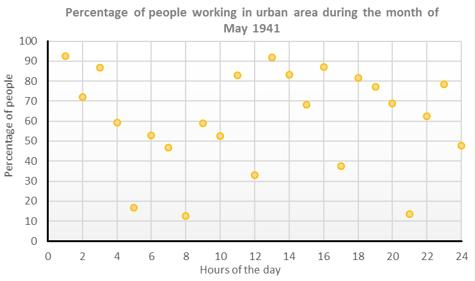 Percentage of people working in urban area during the month of
May 1941
Percentage of people
100
90
80
70
60
50
40
30
20
10
0
0 2 4 6 8 10 12 14 16 18 20 22 24
Hours of the day